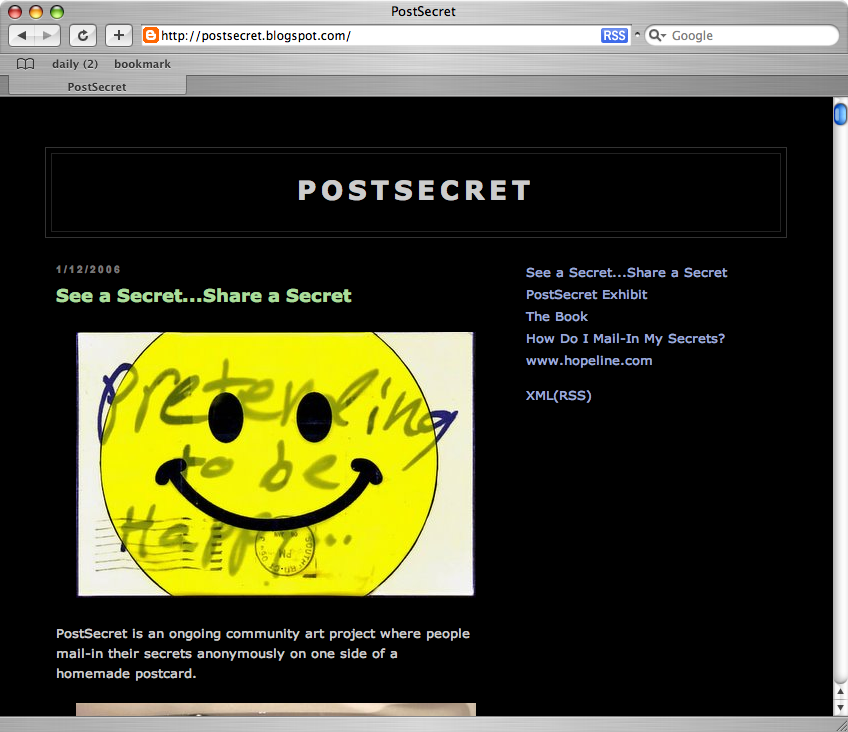 PostSecret
http://postsecret.blogspot.com/
RSS
Google
daily (2)
bookmark
PostSecret
POSTSECRET
1/12/2006
See a Secret...Share a Secret
pretending
to be
Happy...
PostSecret is an ongoing community art project where people
mail-in their secrets anonymously on one side of a
homemade postcard.
See a Secret...Share a Secret
PostSecret Exhibit
The Book
How Do I Mail-In My Secrets?
www.hopeline.com
XML(RSS)